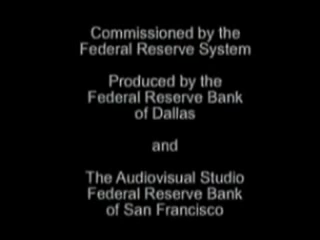 Commissioned by the
Federal Reserve System
Produced by the
Federal Reserve Bank
of Dallas
and
The Audiovisual Studio
Federal Reserve Bank
of San Francisco